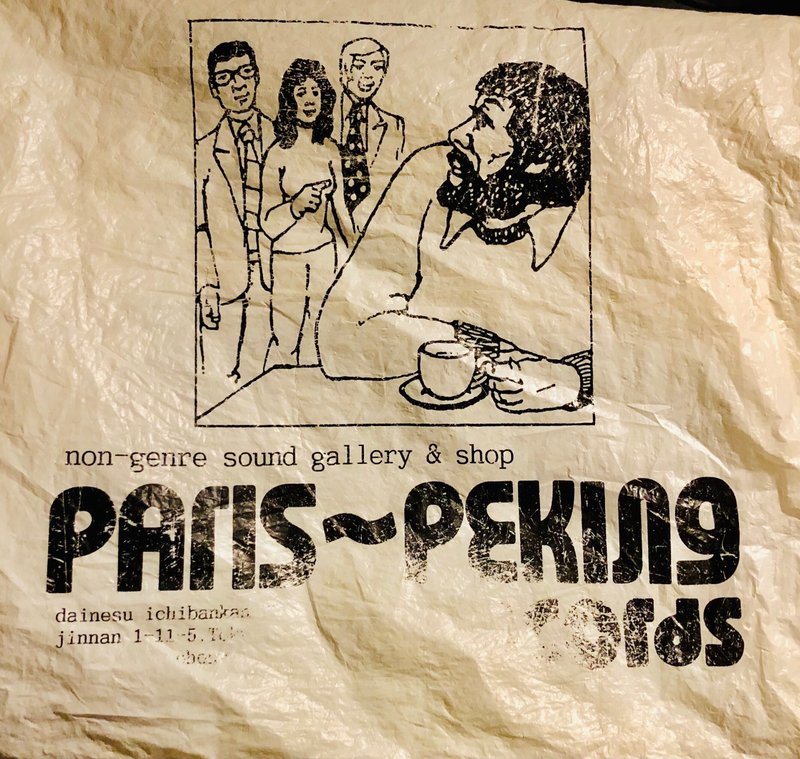 non-genre sound gallery & shop
PARIS~PEKING
dainesu ichibankan
jinnan 1-11-5.